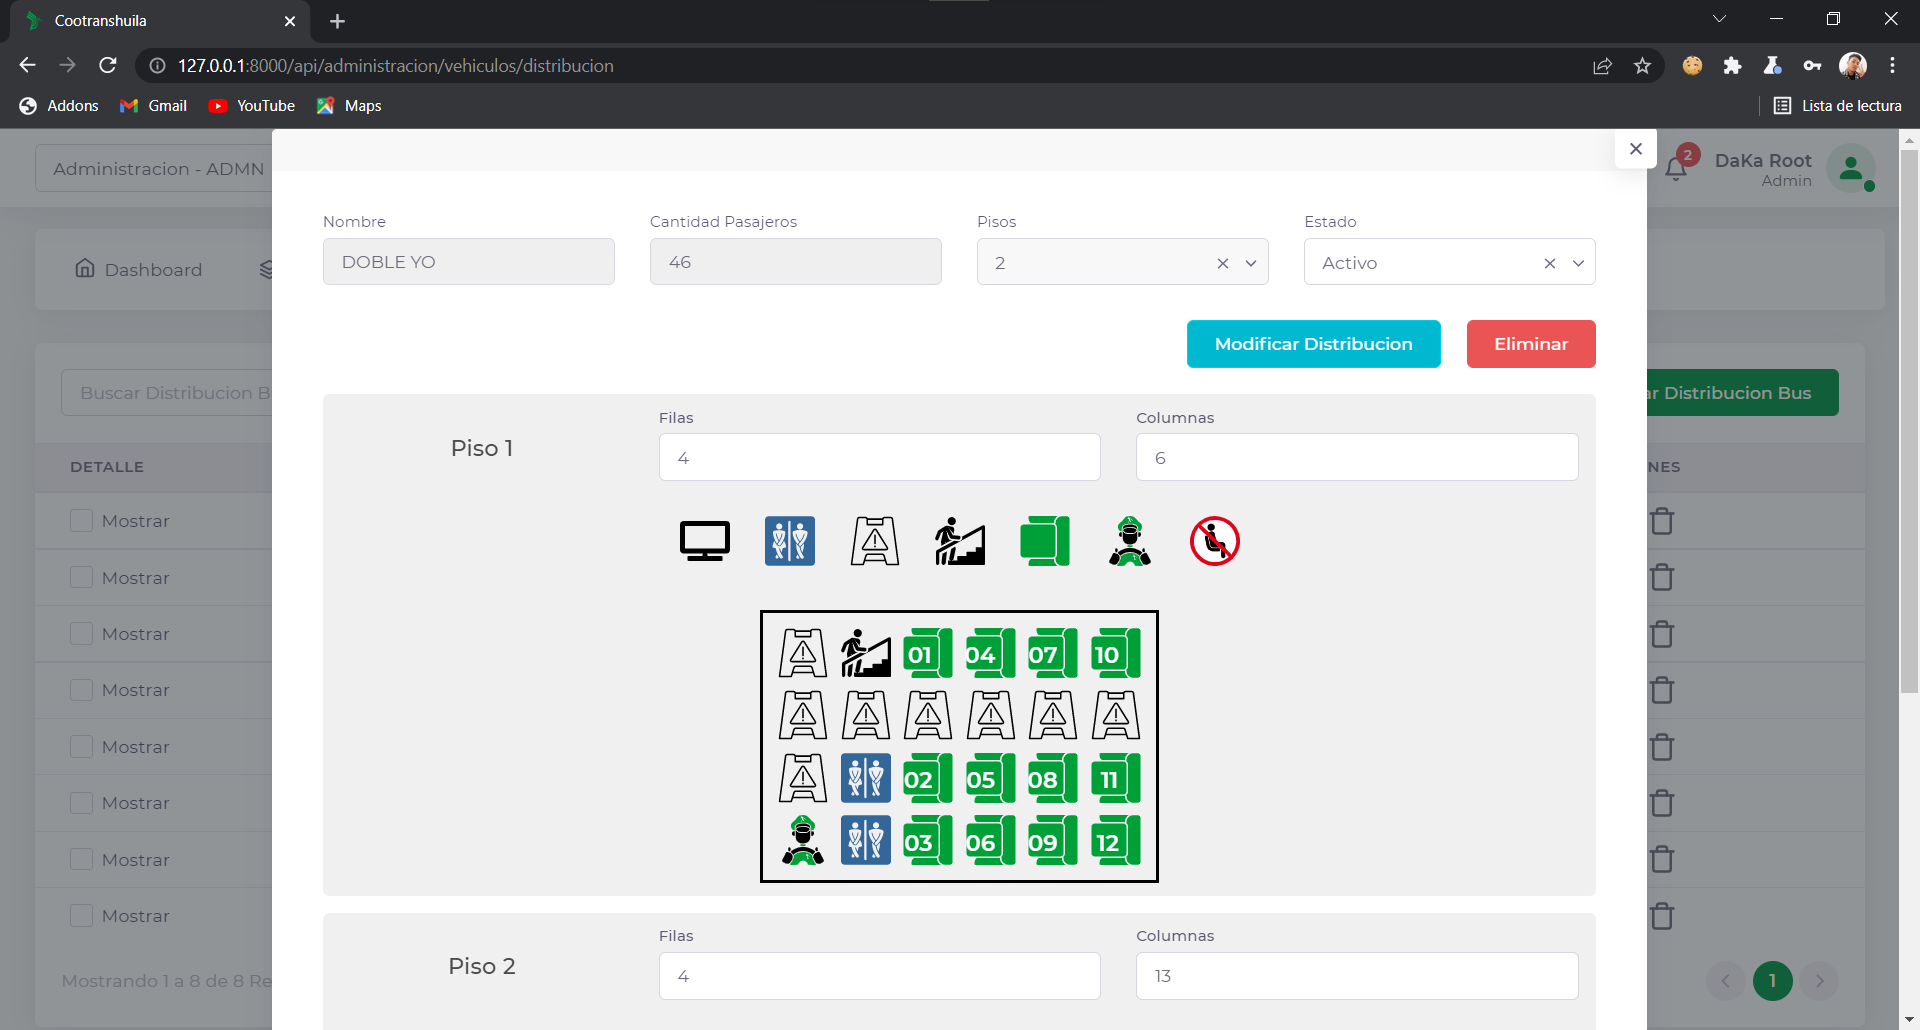 Cootranshuila
127.0.0.1:8000/api/administracion/vehiculos/distribucion
Addons
Gmail
YouTube
Maps
Lista de lectura
Administracion - ADMN
2
DaKa Root
Admin
Dashboard
Nombre
Cantidad Pasajeros
Pisos
Estado
DOBLE YO
46
2
Activo
Modificar Distribucion
Eliminar
Buscar Distribucion B
ar Distribucion Bus
DETALLE
NES
Mostrar
Mostrar
Mostrar
Mostrar
Mostrar
Mostrar
Mostrar
Mostrar
Mostrando 1 a 8 de 8 Re
1
Piso 1
Filas
Columnas
4
6
01 04 07 10
02 05 08 11
03 06 09 12
Piso 2
Filas
Columnas
4
13